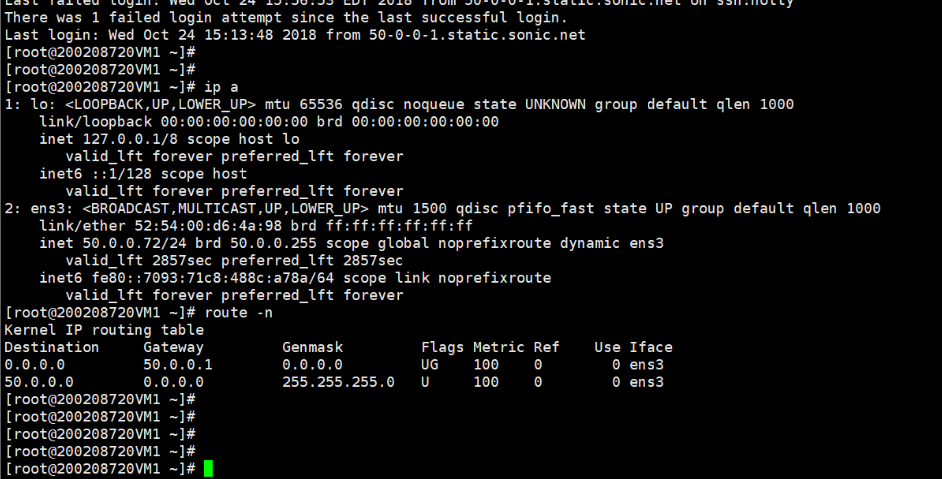 Last failed login: Wed Oct 24 15:56:53 EDT 2018 from 50-0-0-1.static.sonic.net on ssh:notty
There was 1 failed login attempt since the last successful login.
Last login: Wed Oct 24 15:13:48 2018 from 50-0-0-1.static.sonic.net
[root@200208720VM1 ~]#
[root@200208720VM1 ~]#
[root@200208720VM1 ~]# ip a
1: lo: <LOOPBACK,UP,LOWER_UP> mtu 65536 qdisc noqueue state UNKNOWN group default qlen 1000
    link/loopback 00:00:00:00:00:00 brd 00:00:00:00:00:00
    inet 127.0.0.1/8 scope host lo
       valid_lft forever preferred_lft forever
    inet6 ::1/128 scope host
       valid_lft forever preferred_lft forever
2: ens3: <BROADCAST,MULTICAST,UP,LOWER_UP> mtu 1500 qdisc pfifo_fast state UP group default qlen 1000
    link/ether 52:54:00:d6:4a:98 brd ff:ff:ff:ff:ff:ff
    inet 50.0.0.72/24 brd 50.0.0.255 scope global noprefixroute dynamic ens3
       valid_lft 2857sec preferred_lft 2857sec
    inet6 fe80::7093:71c8:488c:a78a/64 scope link noprefixroute
       valid_lft forever preferred_lft forever
[root@200208720VM1 ~]# route -n
Kernel IP routing table
Destination     Gateway         Genmask         Flags Metric Ref    Use Iface
0.0.0.0         50.0.0.1        0.0.0.0         UG    100    0        0 ens3
50.0.0.0        0.0.0.0         255.255.255.0   U     100    0        0 ens3
[root@200208720VM1 ~]#
[root@200208720VM1 ~]#
[root@200208720VM1 ~]#
[root@200208720VM1 ~]#
[root@200208720VM1 ~]#